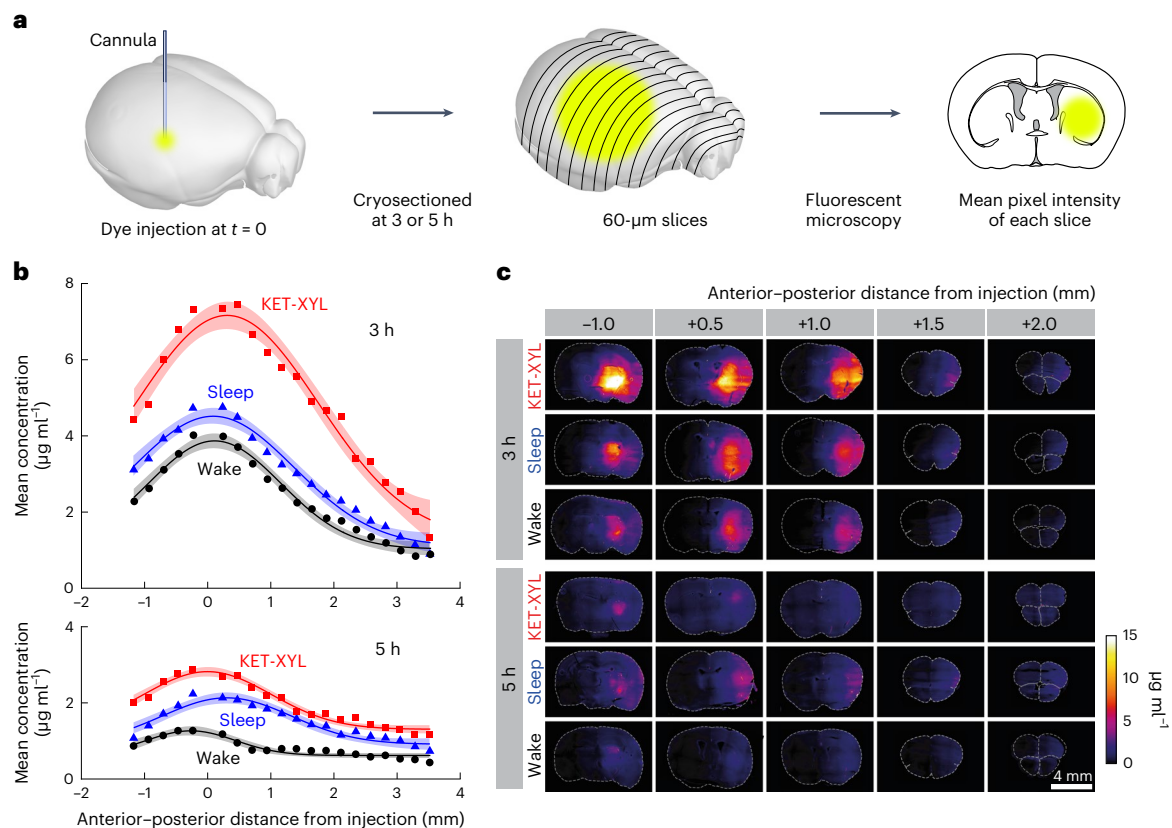 a
Cannula
Dye injection at t = 0
Cryosectioned
at 3 or 5 h
60-µm slices
Fluorescent
microscopy
Mean pixel intensity
of each slice
b
Mean concentration
(µg ml⁻¹)
8
6
4
2
0
KET-XYL
3 h
Sleep
Wake
−2
−1
0
1
2
3
4
Mean concentration
(µg ml⁻¹)
4
2
0
KET-XYL
5 h
Sleep
Wake
−2
−1
0
1
2
3
4
Anterior–posterior distance from injection (mm)
c
Anterior–posterior distance from injection (mm)
−1.0
+0.5
+1.0
+1.5
+2.0
3 h
KET-XYL
Sleep
Wake
5 h
KET-XYL
Sleep
Wake
4 mm
15
10
5
0
µg ml⁻¹